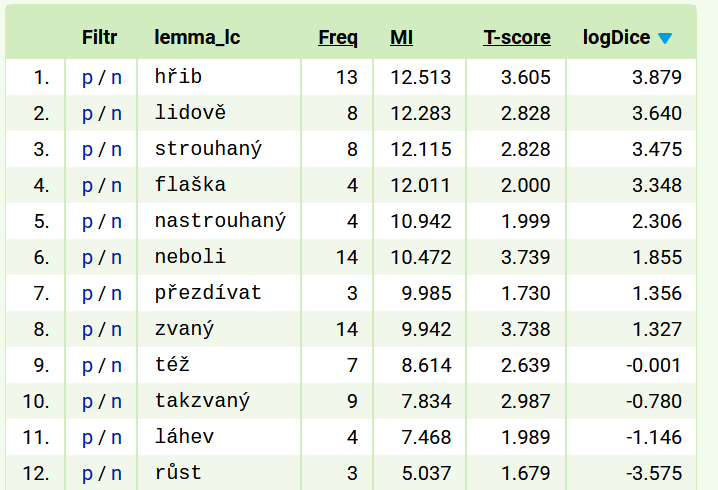 Filtr lemma_lc Freq MI T-score logDice
1. p / n hřib 13 12.513 3.605 3.879
2. p / n lidově 8 12.283 2.828 3.640
3. p / n strouhaný 8 12.115 2.828 3.475
4. p / n flaška 4 12.011 2.000 3.348
5. p / n nastrouhaný 4 10.942 1.999 2.306
6. p / n neboli 14 10.472 3.739 1.855
7. p / n přezdívat 3 9.985 1.730 1.356
8. p / n zvaný 14 9.942 3.738 1.327
9. p / n též 7 8.614 2.639 -0.001
10. p / n takzvaný 9 7.834 2.987 -0.780
11. p / n láhev 4 7.468 1.989 -1.146
12. p / n růst 3 5.037 1.679 -3.575